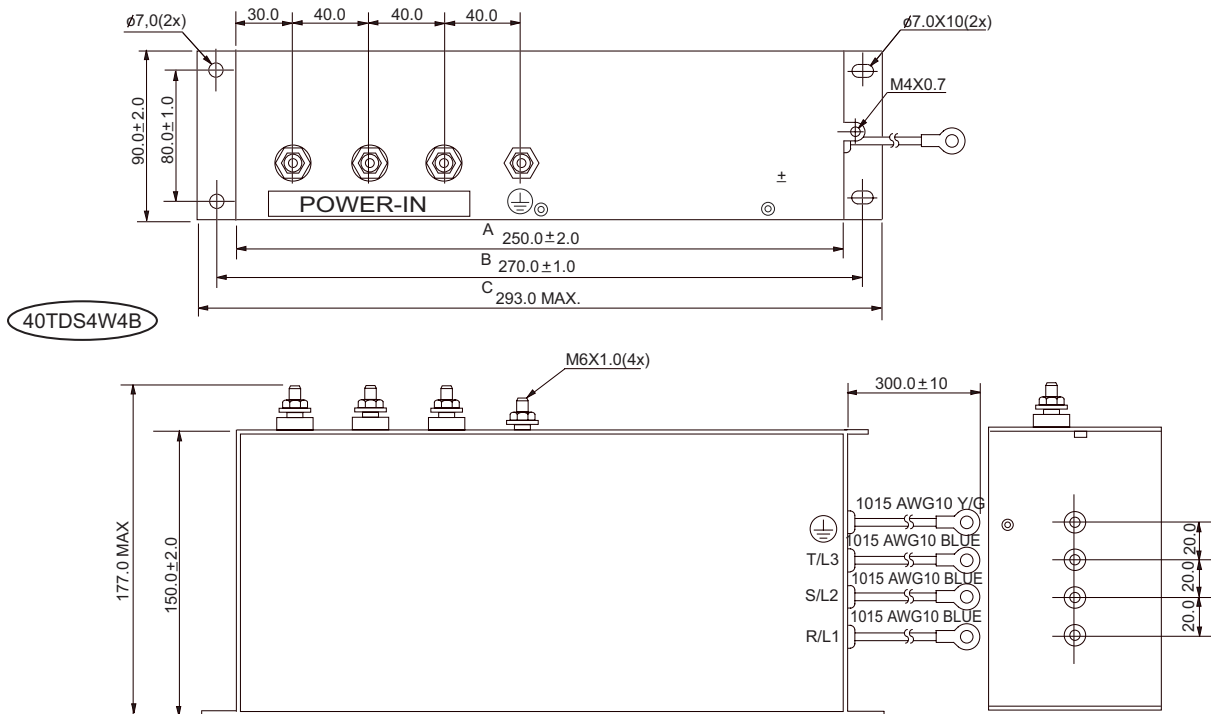 30.0 40.0 40.0 40.0
ø7,0(2x)
ø7.0X10(2x)
M4X0.7
90.0±2.0
80.0±1.0
±
POWER-IN
A 250.0±2.0
B 270.0±1.0
C 293.0 MAX.
40TDS4W4B
M6X1.0(4x)
300.0±10
177.0 MAX
150.0±2.0
1015 AWG10 Y/G
1015 AWG10 BLUE
T/L3
1015 AWG10 BLUE
S/L2
1015 AWG10 BLUE
R/L1
20.0
20.0
20.0